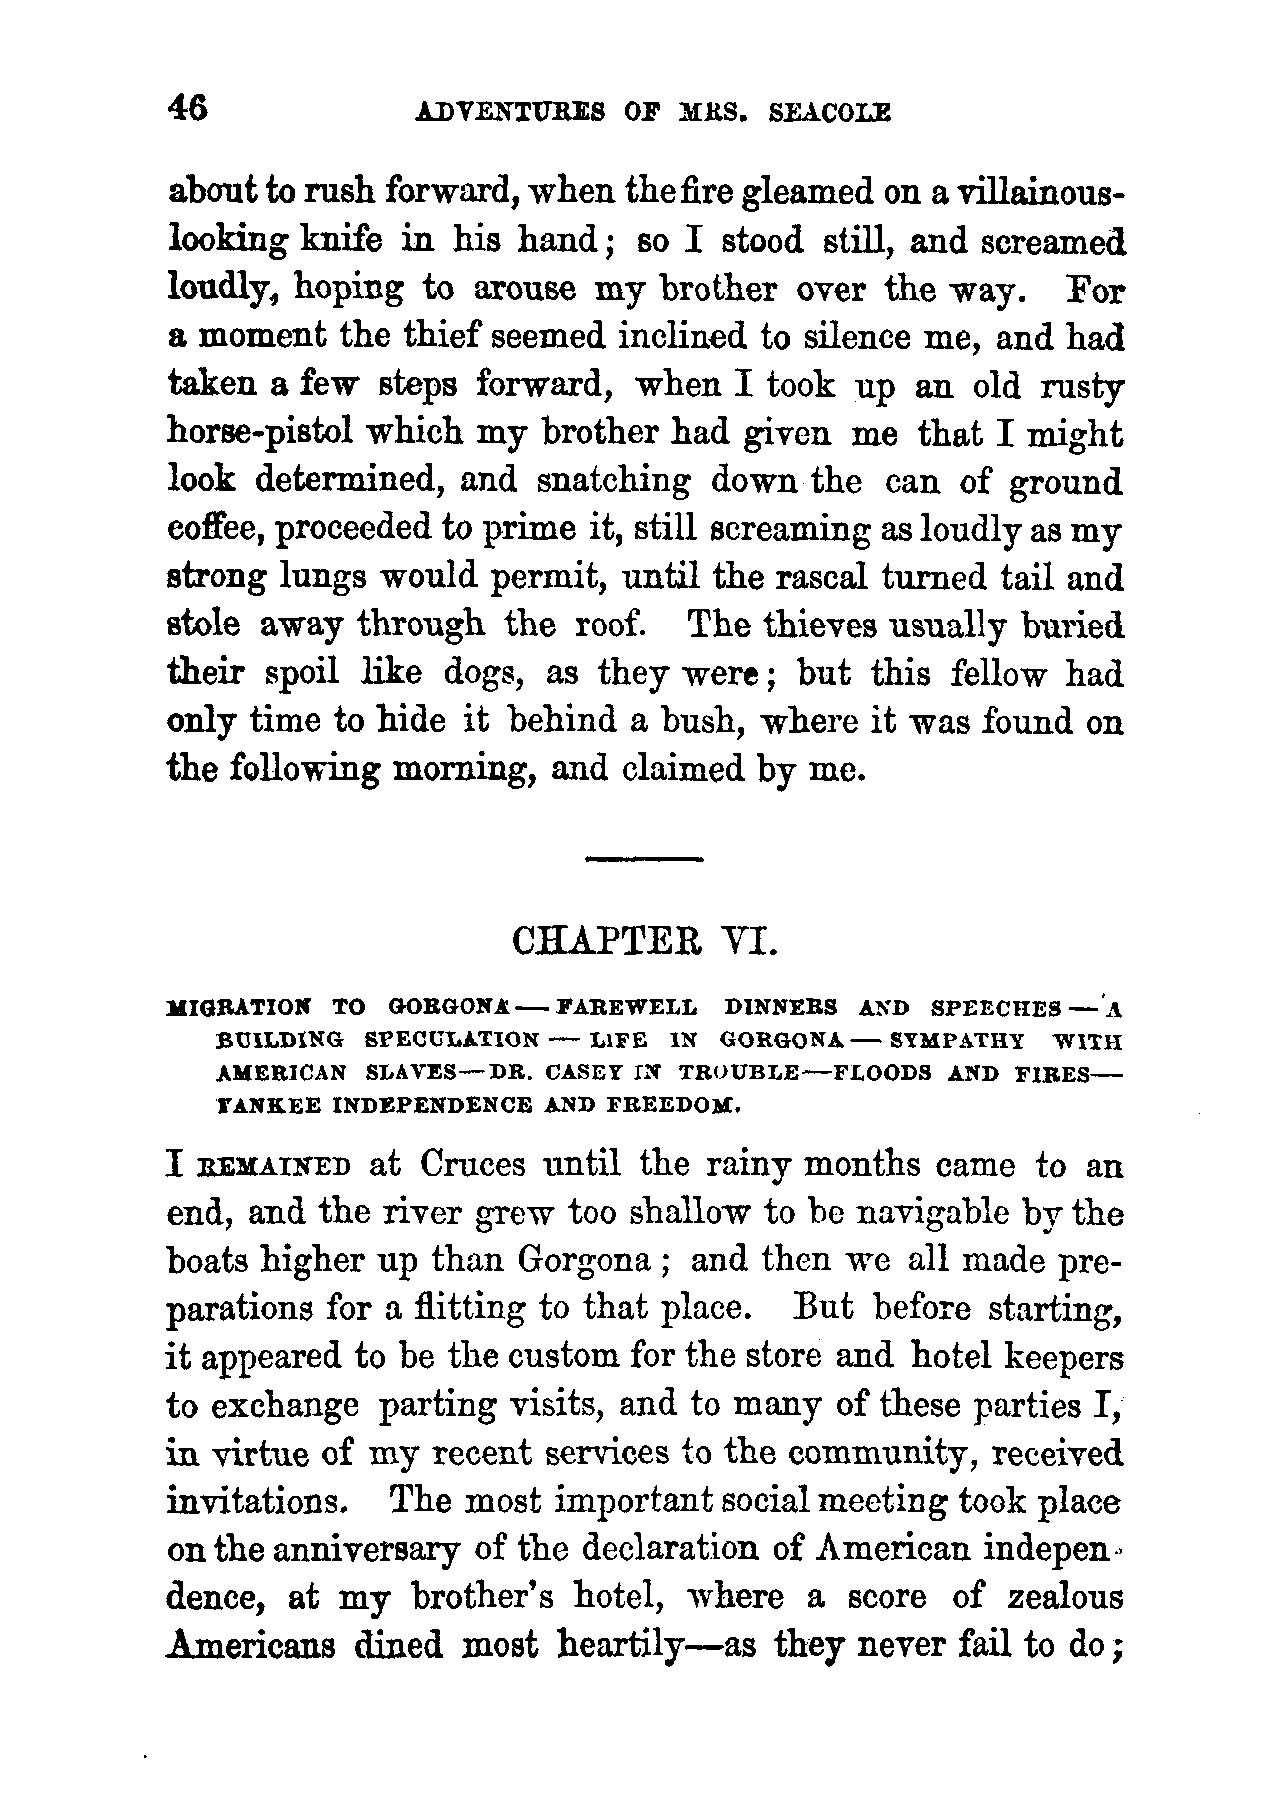 46 ADVENTURES OF MRS. SEACOLE
about to rush forward, when the fire gleamed on a villainous-
looking knife in his hand; so I stood still, and screamed
loudly, hoping to arouse my brother over the way. For
a moment the thief seemed inclined to silence me, and had
taken a few steps forward, when I took up an old rusty
horse-pistol which my brother had given me that I might
look determined, and snatching down the can of ground
coffee, proceeded to prime it, still screaming as loudly as my
strong lungs would permit, until the rascal turned tail and
stole away through the roof. The thieves usually buried
their spoil like dogs, as they were; but this fellow had
only time to hide it behind a bush, where it was found on
the following morning, and claimed by me.
CHAPTER VI.
MIGRATION TO GORGONA—FAREWELL DINNERS AND SPEECHES—A
BUILDING SPECULATION—LIFE IN GORGONA—SYMPATHY WITH
AMERICAN SLAVES—DR. CASEY IN TROUBLE—FLOODS AND FIRES—
YANKEE INDEPENDENCE AND FREEDOM.
I REMAINED at Cruces until the rainy months came to an
end, and the river grew too shallow to be navigable by the
boats higher up than Gorgona; and then we all made pre-
parations for a flitting to that place. But before starting,
it appeared to be the custom for the store and hotel keepers
to exchange parting visits, and to many of these parties I,
in virtue of my recent services to the community, received
invitations. The most important social meeting took place
on the anniversary of the declaration of American indepen-
dence, at my brother's hotel, where a score of zealous
Americans dined most heartily—as they never fail to do;